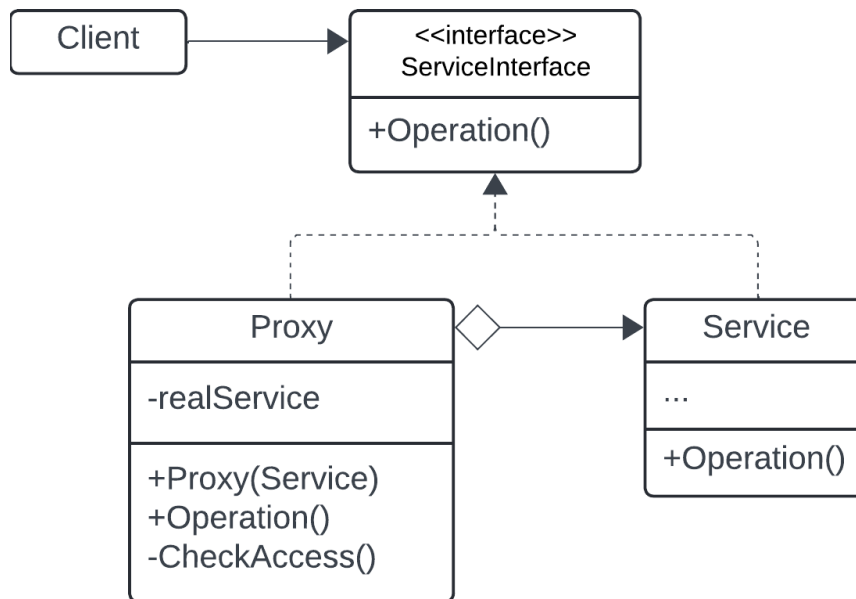 Client
<<interface>>
ServiceInterface
+Operation()
Proxy
-realService
+Proxy(Service)
+Operation()
-CheckAccess()
Service
...
+Operation()